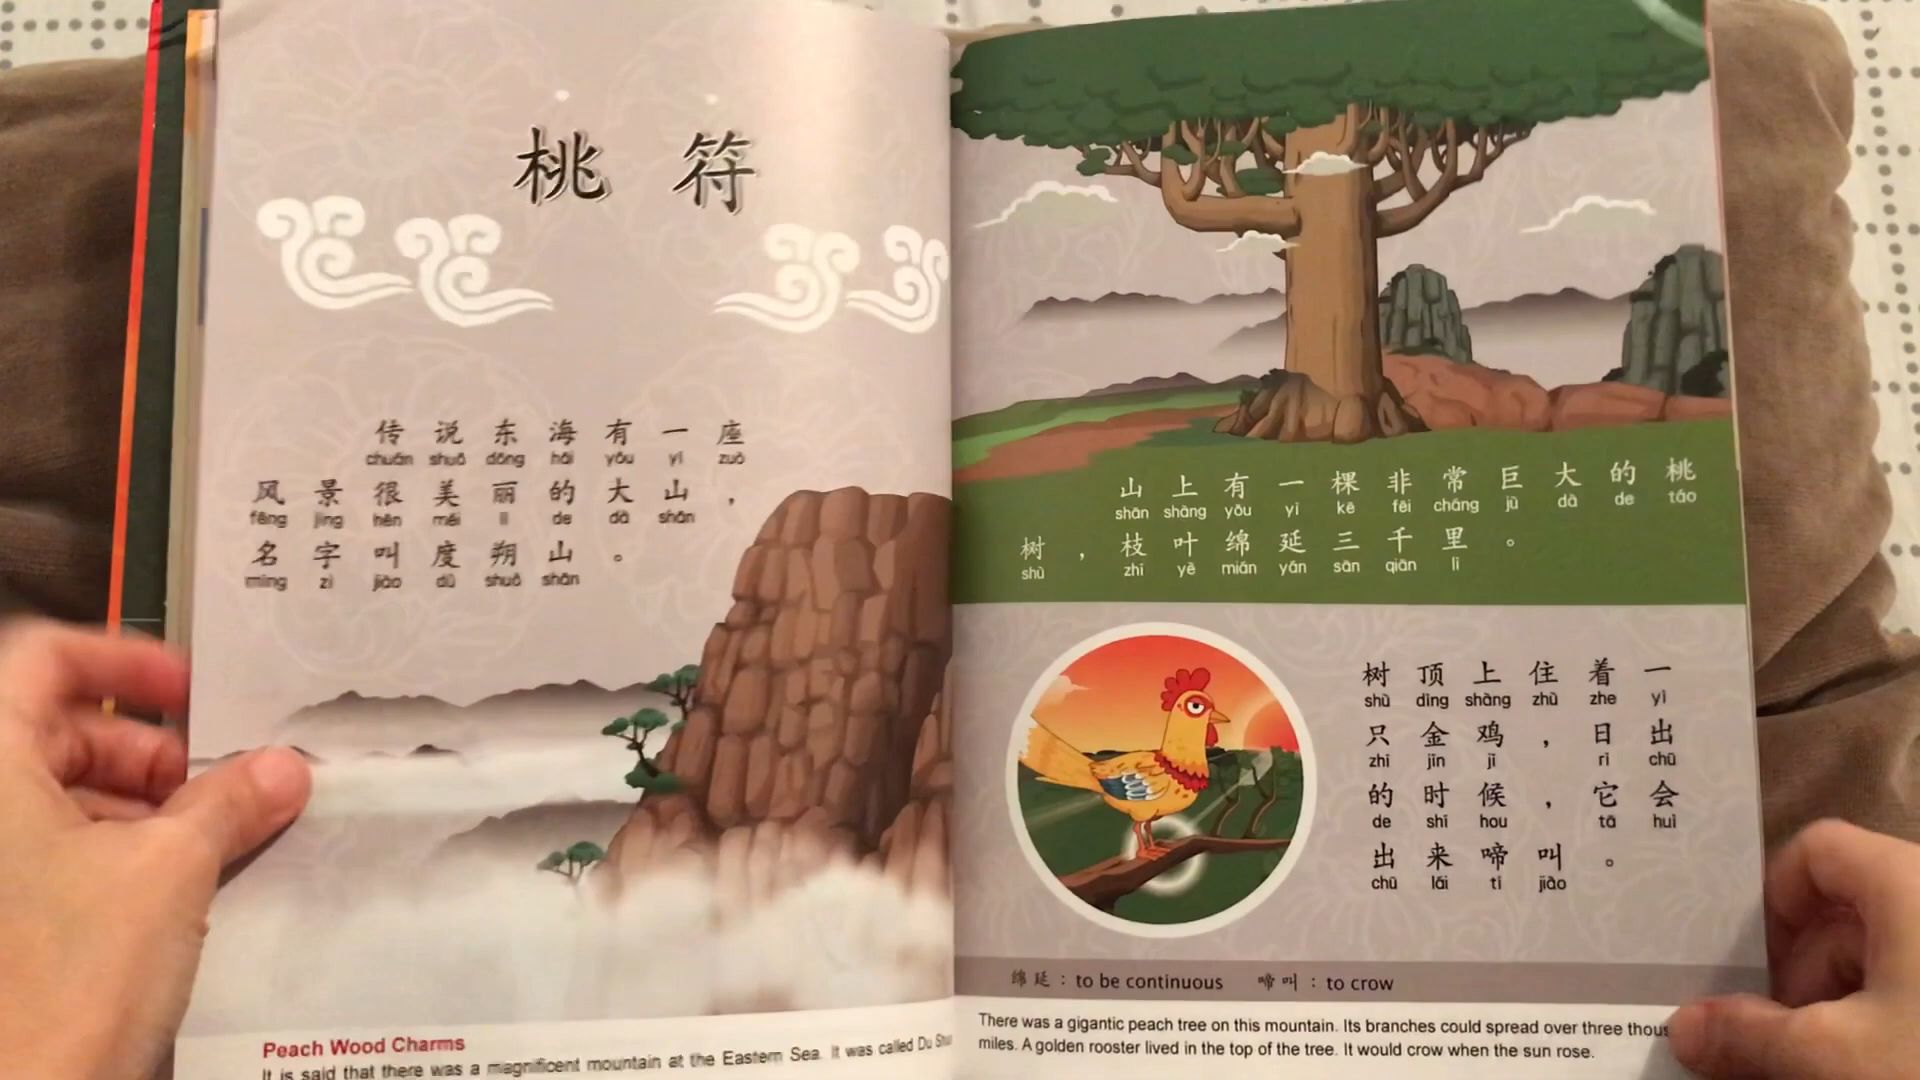 桃符
传说东海有一座
chuán shuō dōng hǎi yǒu yí zuò
风景很美丽的大山，
fēng jǐng hěn měi lì de dà shān
名字叫度朔山。
míng zì jiào dù shuò shān
Peach Wood Charms
It is said that there was a magnificent mountain at the Eastern Sea. It was called Du
山上有一棵非常巨大的桃
shān shàng yǒu yì kē fēi cháng jù dà de táo
树，枝叶绵延三千里。
shù zhī yè mián yán sān qiān lǐ
树顶上住着一
shù dǐng shàng zhù zhe yì
只金鸡，日出
zhī jīn jī rì chū
的时候，它会
de shí hou tā huì
出来啼叫。
chū lái tí jiào
绵延：to be continuous 啼叫：to crow
There was a gigantic peach tree on this mountain. Its branches could spread over three
miles. A golden rooster lived in the top of the tree. It would crow when the sun rose.